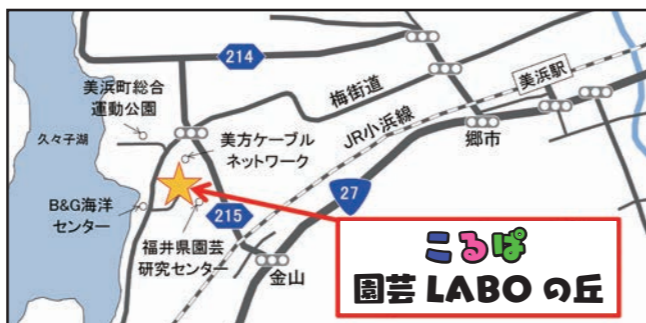 214
美浜町総合
運動公園
梅街道
美浜駅
久々子湖
美方ケーブル
ネットワーク
JR小浜線
郷市
B&G海洋
センター
215
27
福井県園芸
研究センター
金山
こるぱ
園芸 LABO の丘